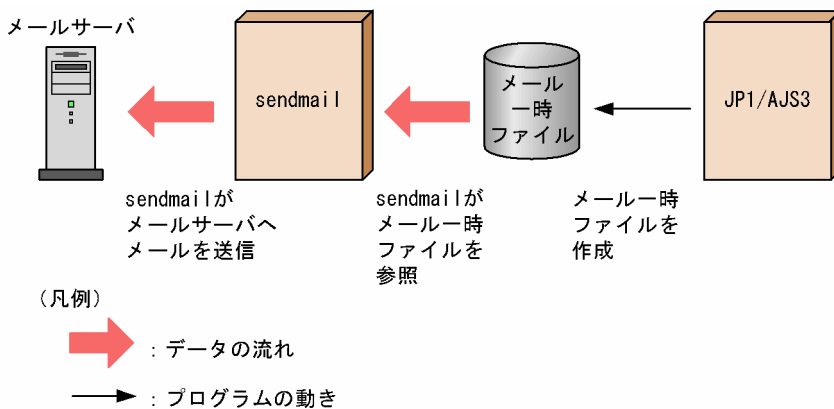 メールサーバ
sendmail
メール
一時
ファイル
JP1/AJS3
sendmailが
メールサーバへ
メールを送信
sendmailが
メール一時
ファイルを
参照
メール一時
ファイルを
作成
（凡例）
：データの流れ
：プログラムの動き